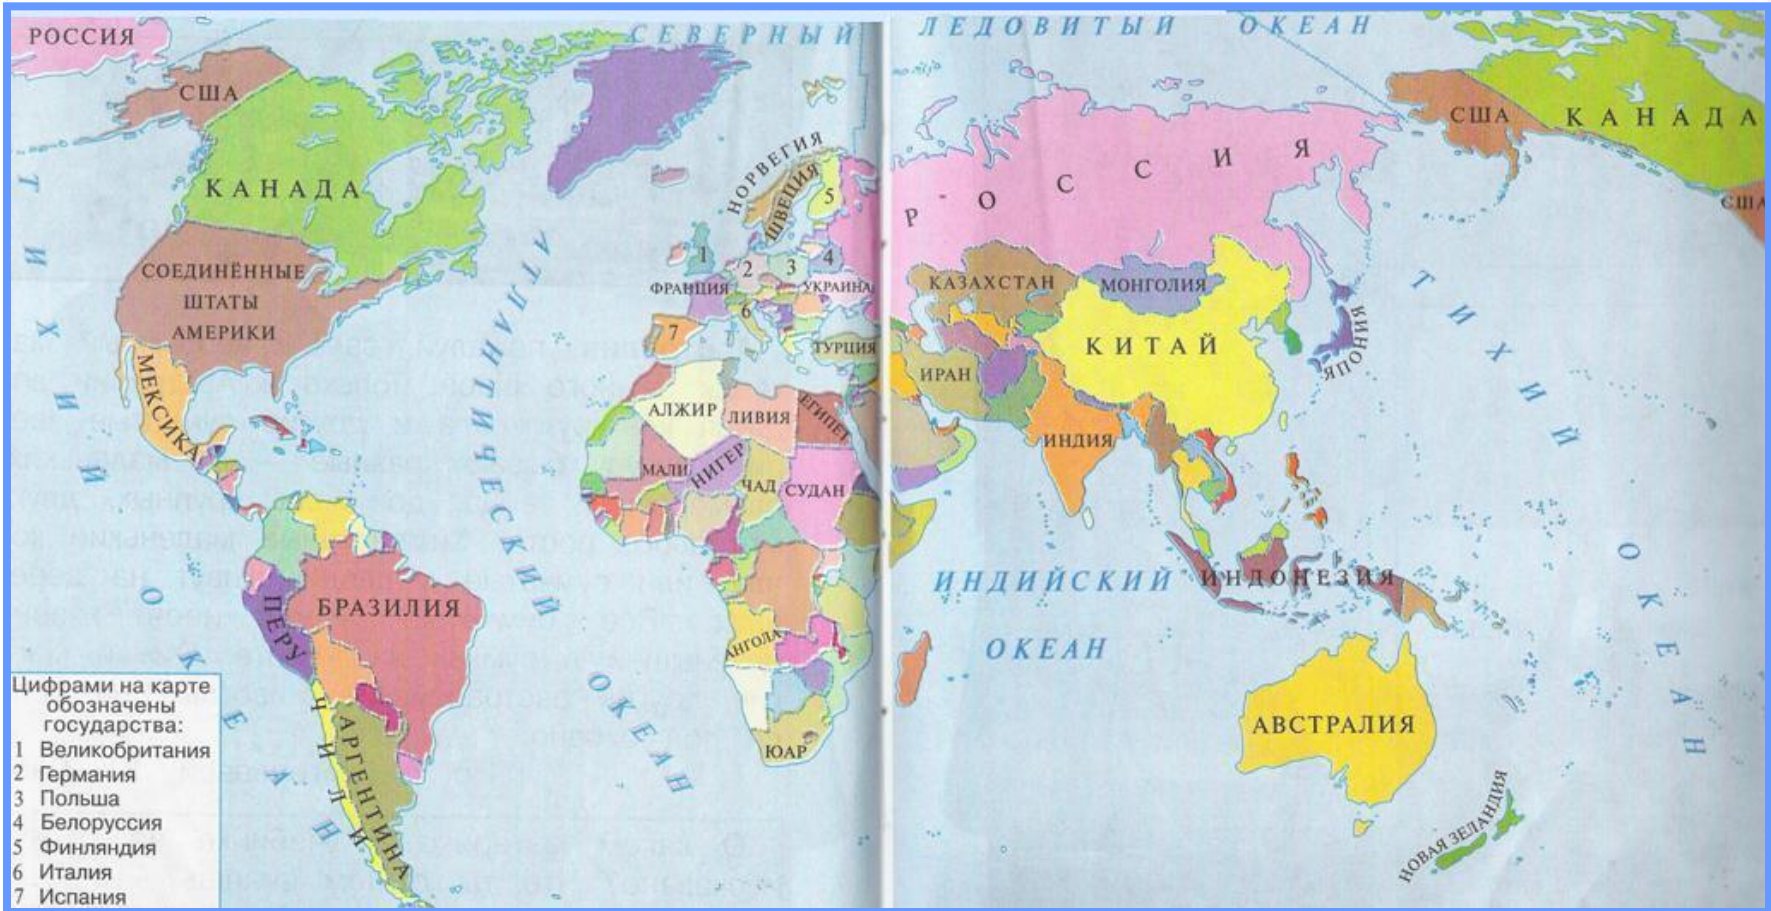 РОССИЯ
США
КАНАДА
СОЕДИНЁННЫЕ
ШТАТЫ
АМЕРИКИ
МЕКСИКА
ПЕРУ
БРАЗИЛИЯ
ЧИЛИ
АРГЕНТИНА
ТИХИЙ
ОКЕАН
АТЛАНТИЧЕСКИЙ
ОКЕАН
СЕВЕРНЫЙ ЛЕДОВИТЫЙ ОКЕАН
НОРВЕГИЯ
ШВЕЦИЯ
5
1
2
3
4
ФРАНЦИЯ
УКРАИНА
6
7
ТУРЦИЯ
АЛЖИР
ЛИВИЯ
ЕГИПЕТ
МАЛИ
НИГЕР
ЧАД
СУДАН
АНГОЛА
ЮАР
РОССИЯ
КАЗАХСТАН
МОНГОЛИЯ
КИТАЙ
ЯПОНИЯ
ИРАН
ИНДИЯ
ИНДИЙСКИЙ
ОКЕАН
ИНДОНЕЗИЯ
АВСТРАЛИЯ
НОВАЯ ЗЕЛАНДИЯ
США
КАНАДА
США
ТИХИЙ
ОКЕАН
Цифрами на карте
обозначены
государства:
1 Великобритания
2 Германия
3 Польша
4 Белоруссия
5 Финляндия
6 Италия
7 Испания